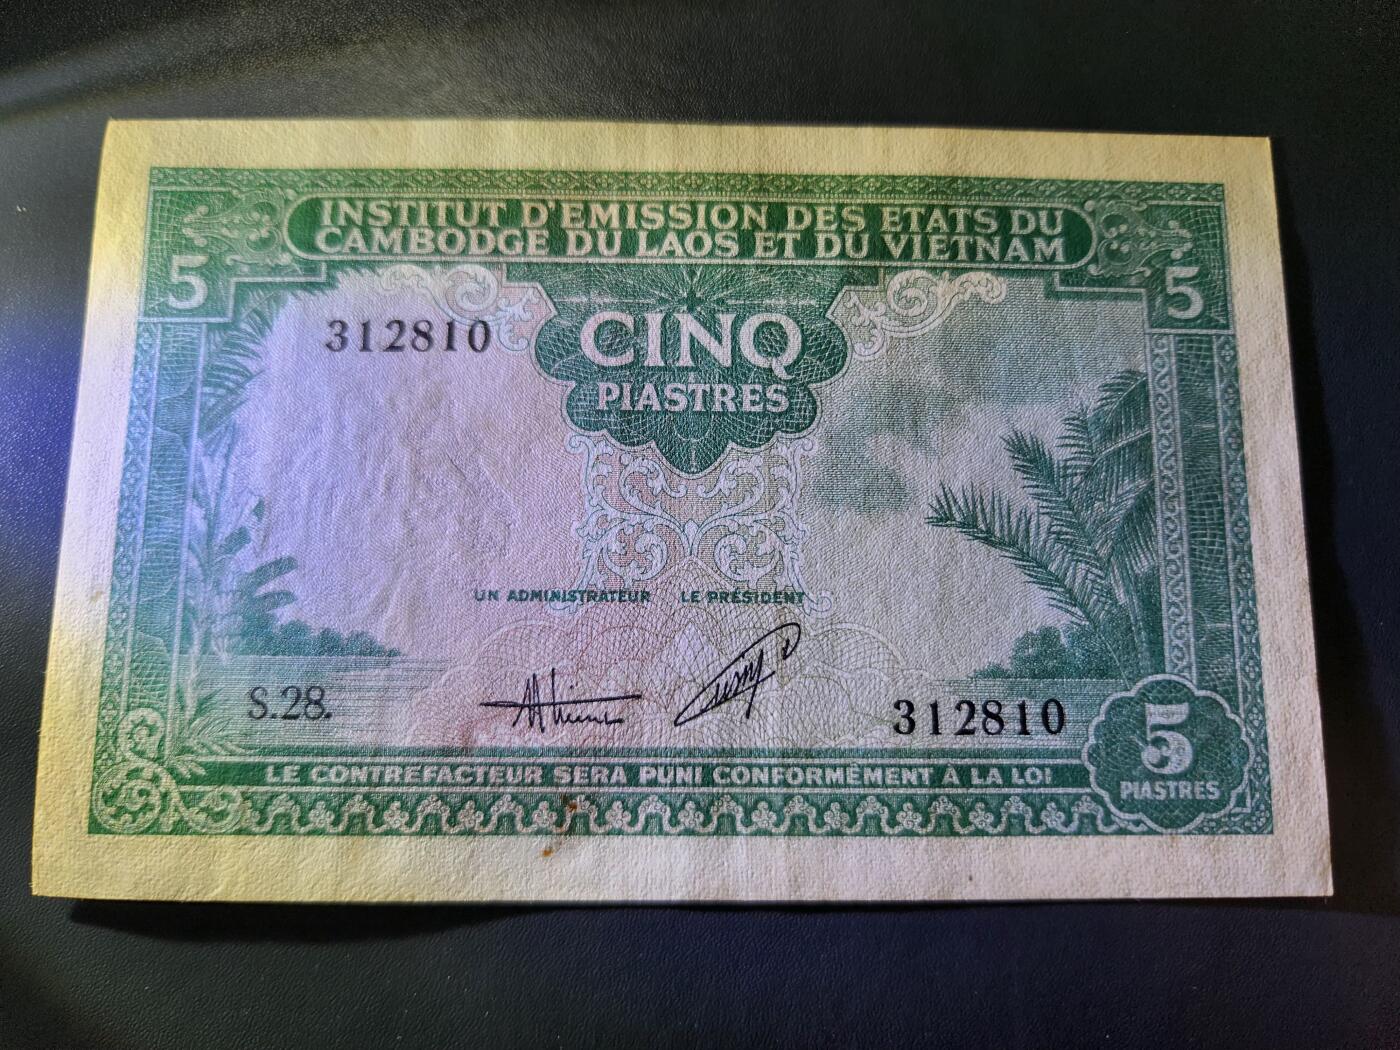 INSTITUT D'EMISSION DES ETATS DU
CAMBODGE DU LAOS ET DU VIETNAM
5
5
312810
CINQ
PIASTRES
UN ADMINISTRATEUR LE PRÉSIDENT
S.28.
312810
5
PIASTRES
LE CONTREFACTEUR SERA PUNI CONFORMÉMENT À LA LOI